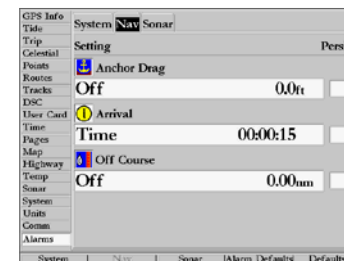 GPS Info
Tide
Trip
Celestial
Points
Routes
Tracks
DSC
User Card
Time
Pages
Map
Highway
Temp
Sonar
System
Units
Comm
Alarms
System Nav Sonar
Setting Pers
Anchor Drag
Off 0.0ft
Arrival
Time 00:00:15
Off Course
Off 0.00nm
System Nav Sonar Alarm Defaults Defaults